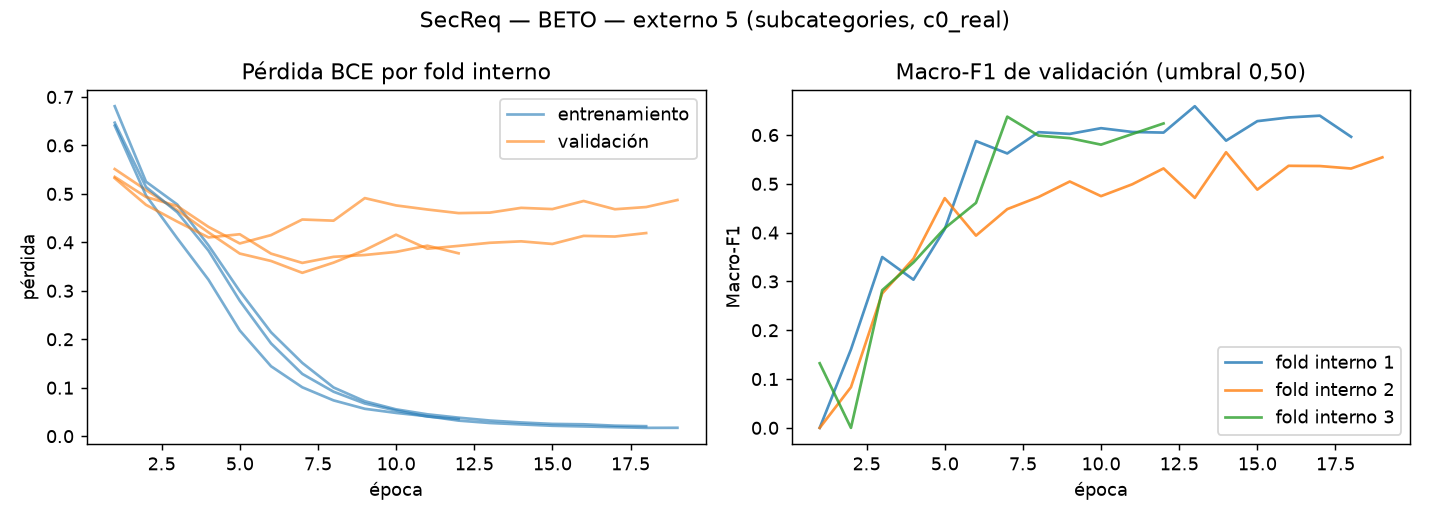 SecReq — BETO — externo 5 (subcategories, c0_real)
Pérdida BCE por fold interno
pérdida
0.7
0.6
0.5
0.4
0.3
0.2
0.1
0.0
entrenamiento
validación
2.5 5.0 7.5 10.0 12.5 15.0 17.5
época
Macro-F1 de validación (umbral 0,50)
Macro-F1
0.6
0.5
0.4
0.3
0.2
0.1
0.0
fold interno 1
fold interno 2
fold interno 3
2.5 5.0 7.5 10.0 12.5 15.0 17.5
época